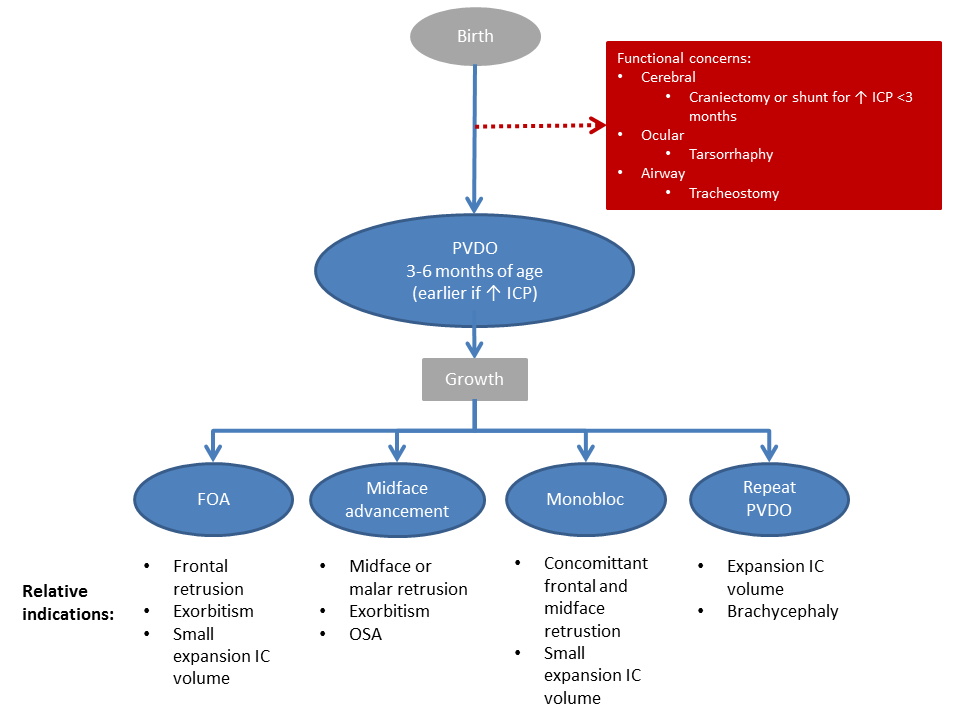 Birth
Functional concerns:
• Cerebral
• Craniectomy or shunt for ↑ ICP <3
months
• Ocular
• Tarsorrhaphy
• Airway
• Tracheostomy
PVDO
3-6 months of age
(earlier if ↑ ICP)
Growth
FOA
Midface
advancement
Monobloc
Repeat
PVDO
Relative
indications:
• Frontal
retrusion
• Exorbitism
• Small
expansion IC
volume
• Midface or
malar retrusion
• Exorbitism
• OSA
• Concomittant
frontal and
midface
retrustion
• Small
expansion IC
volume
• Expansion IC
volume
• Brachycephaly